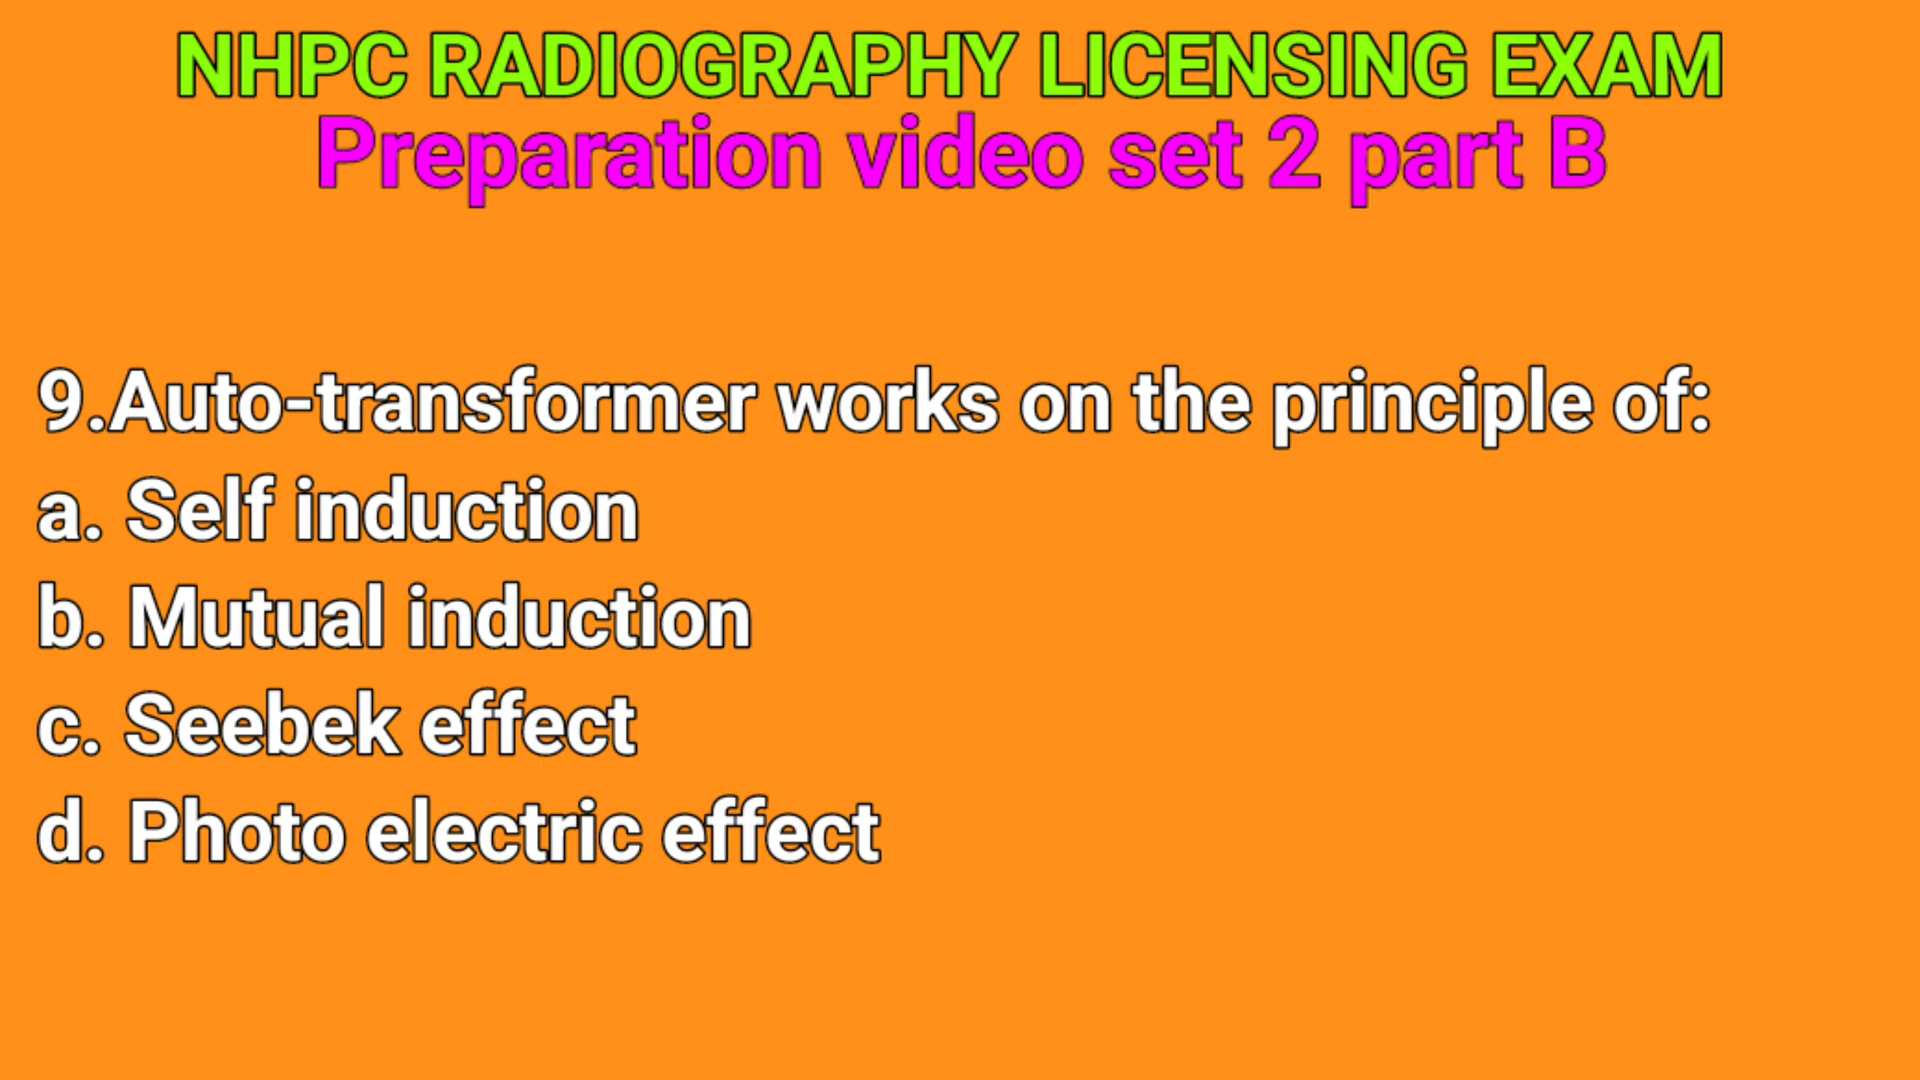 NHPC RADIOGRAPHY LICENSING EXAM
Preparation video set 2 part B
9.Auto-transformer works on the principle of:
a. Self induction
b. Mutual induction
c. Seebek effect
d. Photo electric effect